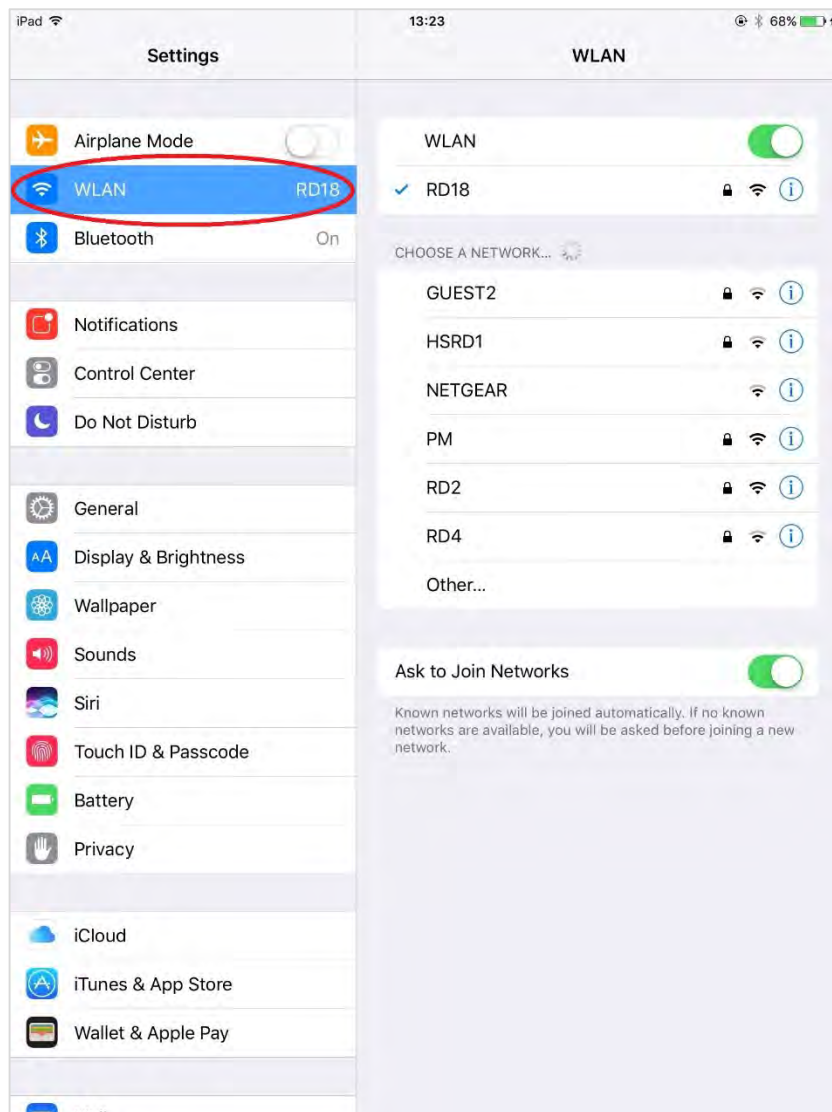 iPad
13:23
68%
Settings
WLAN
Airplane Mode
WLAN RD18
Bluetooth On
Notifications
Control Center
Do Not Disturb
General
AA Display & Brightness
Wallpaper
Sounds
Siri
Touch ID & Passcode
Battery
Privacy
iCloud
iTunes & App Store
Wallet & Apple Pay
WLAN
RD18
CHOOSE A NETWORK...
GUEST2
HSRD1
NETGEAR
PM
RD2
RD4
Other...
Ask to Join Networks
Known networks will be joined automatically. If no known
networks are available, you will be asked before joining a new
network.